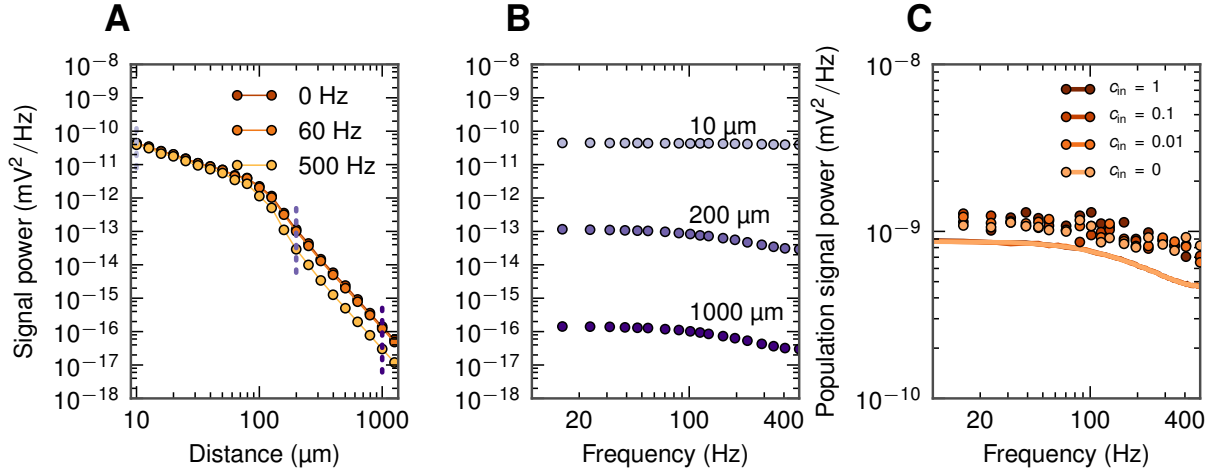 A
Signal power (mV²/Hz)
10⁻⁸
10⁻⁹
10⁻¹⁰
10⁻¹¹
10⁻¹²
10⁻¹³
10⁻¹⁴
10⁻¹⁵
10⁻¹⁶
10⁻¹⁷
10⁻¹⁸
0 Hz
60 Hz
500 Hz
10 100 1000
Distance (μm)
B
10⁻⁸
10⁻⁹
10⁻¹⁰
10⁻¹¹
10⁻¹²
10⁻¹³
10⁻¹⁴
10⁻¹⁵
10⁻¹⁶
10⁻¹⁷
10⁻¹⁸
10 μm
200 μm
1000 μm
20 100 400
Frequency (Hz)
C
Population signal power (mV²/Hz)
10⁻⁸
10⁻⁹
10⁻¹⁰
c_in = 1
c_in = 0.1
c_in = 0.01
c_in = 0
20 100 400
Frequency (Hz)